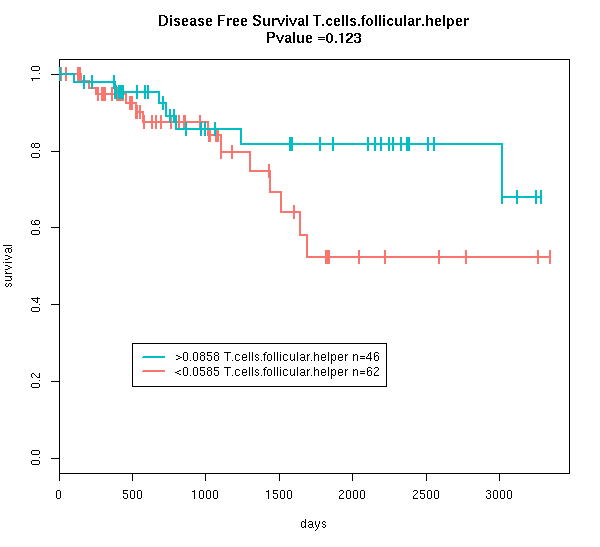 Disease Free Survival T.cells.follicular.helper
Pvalue =0.123
1.0
0.8
0.6
0.4
0.2
0.0
survival
>0.0858 T.cells.follicular.helper n=46
<0.0585 T.cells.follicular.helper n=62
0 500 1000 1500 2000 2500 3000
days